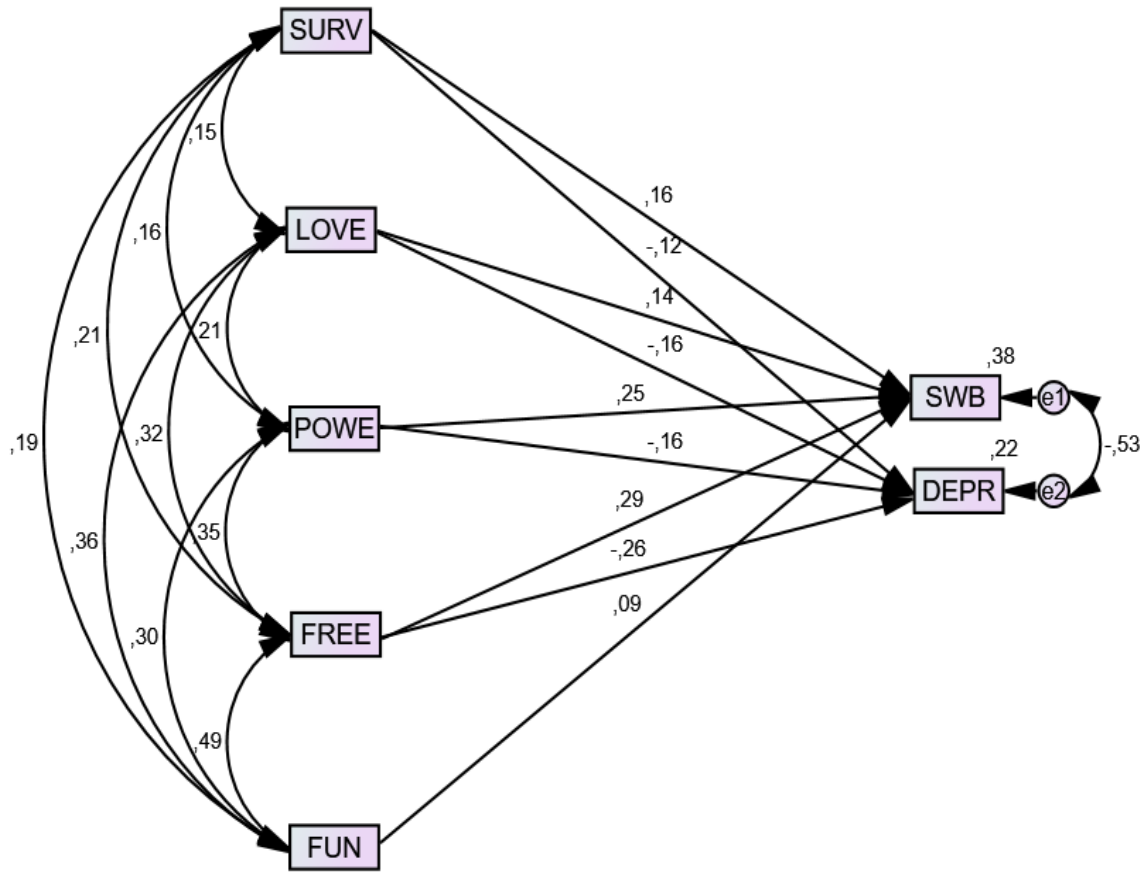 SURV
,15
,16
LOVE
-,12
,16
,14
,21
,21
-,16
,38
SWB
e1
,25
POWE
,19
,32
-,16
-,53
,22
DEPR
e2
,29
,36
,35
-,26
,09
,30
FREE
,49
FUN